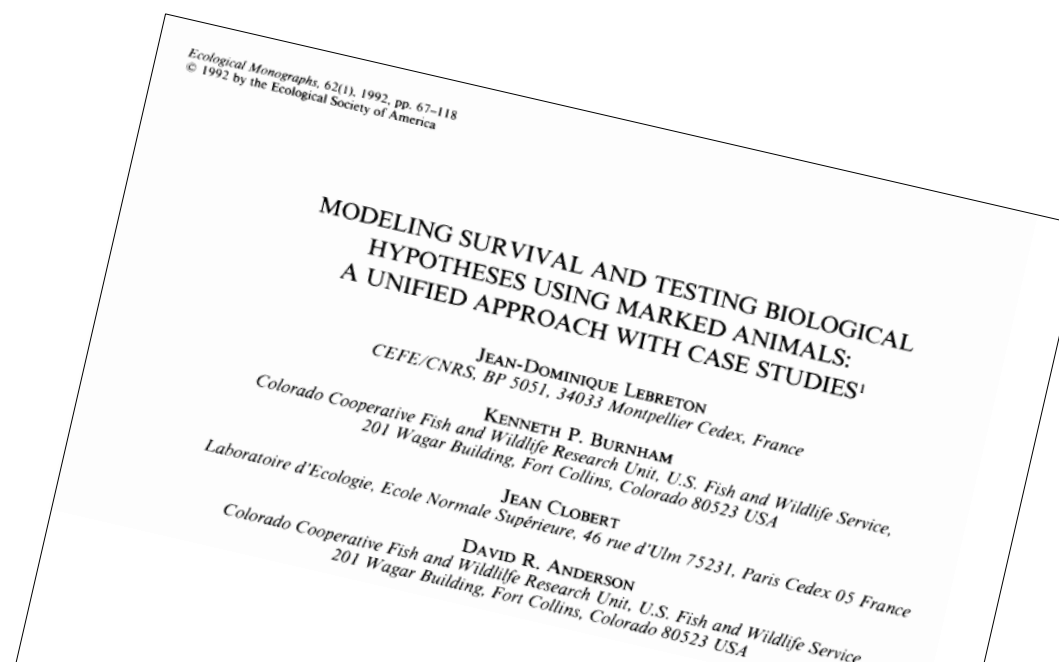 Ecological Monographs, 62(1), 1992, pp. 67–118
© 1992 by the Ecological Society of America
MODELING SURVIVAL AND TESTING BIOLOGICAL
HYPOTHESES USING MARKED ANIMALS:
A UNIFIED APPROACH WITH CASE STUDIES¹
JEAN-DOMINIQUE LEBRETON
CEFE/CNRS, BP 5051, 34033 Montpellier Cedex, France
KENNETH P. BURNHAM
Colorado Cooperative Fish and Wildlife Research Unit, U.S. Fish and Wildlife Service,
201 Wagar Building, Fort Collins, Colorado 80523 USA
JEAN CLOBERT
Laboratoire d'Ecologie, Ecole Normale Supérieure, 46 rue d'Ulm 75231, Paris Cedex 05 France
DAVID R. ANDERSON
Colorado Cooperative Fish and Wildlilfe Research Unit, U.S. Fish and Wildlife Service
201 Wagar Building, Fort Collins, Colorado 80523 USA